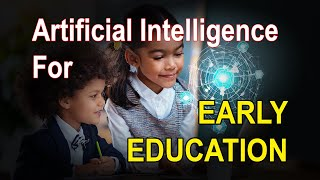 Artificial Intelligence
For
EARLY
EDUCATION